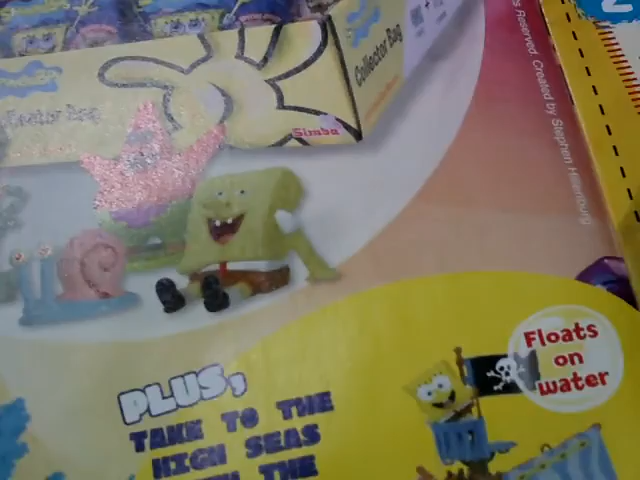 Collector Bag
Collector Bag
Simba
s Reserved. Created by Stephen Hillenburg
Floats
on
water
PLUS,
TAKE TO THE
HIGH SEAS
THE